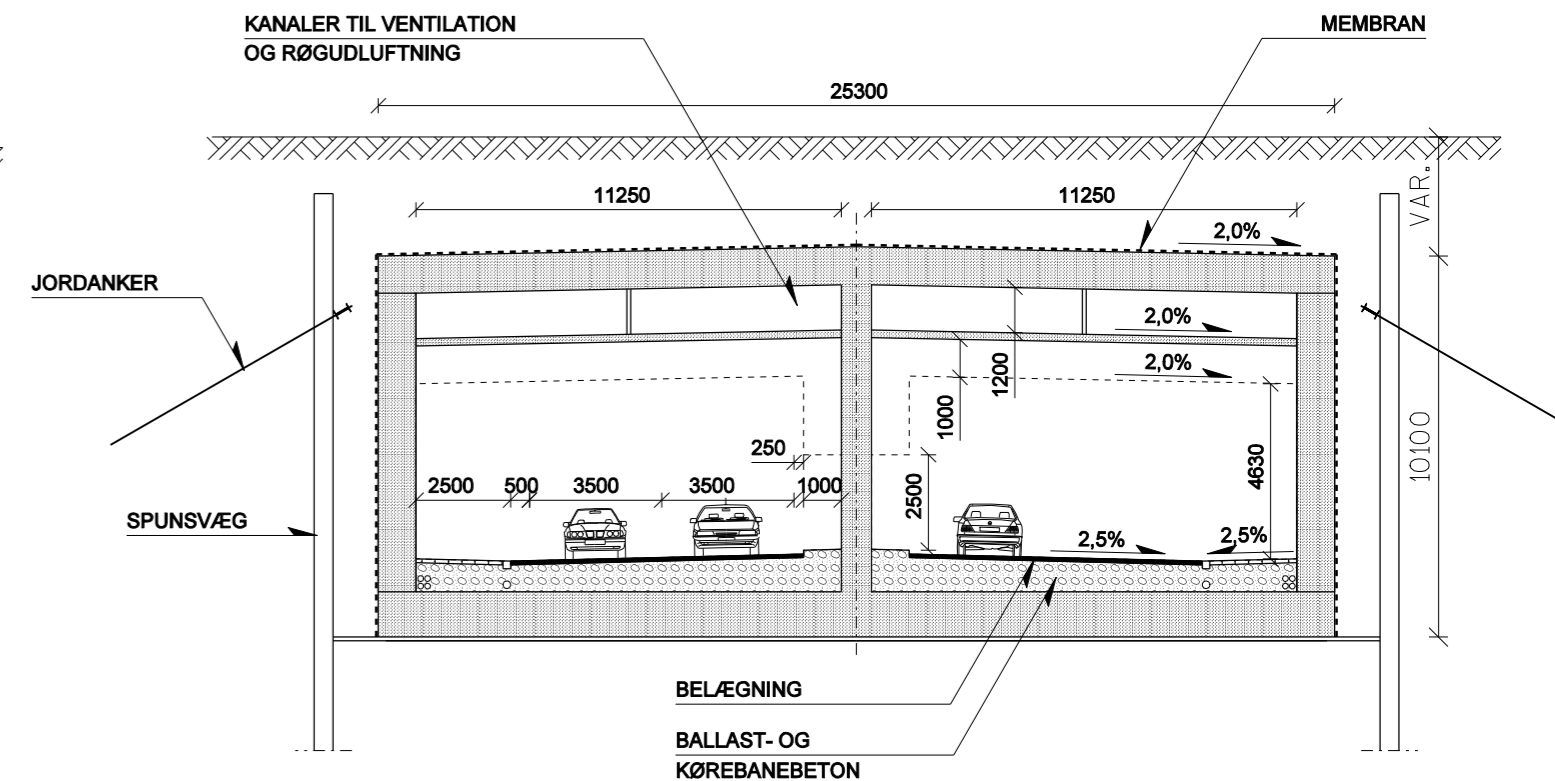 KANALER TIL VENTILATION
OG RØGUDLUFTNING
MEMBRAN
25300
11250
11250
VAR.
2,0%
JORDANKER
2,0%
2,0%
1200
1000
10100
250
4630
2500
500
3500
3500
1000
2500
SPUNSVÆG
2,5%
2,5%
BELÆGNING
BALLAST- OG
KØREBANEBETON